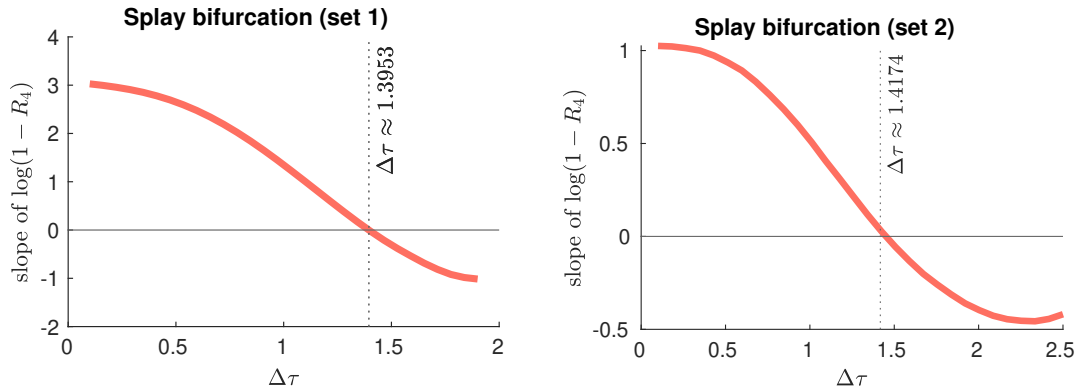 Splay bifurcation (set 1)
4
3
2
1
0
-1
-2
slope of log(1 − R₄)
Δτ ≈ 1.3953
0
0.5
1
1.5
2
Δτ
Splay bifurcation (set 2)
1
0.5
0
-0.5
slope of log(1 − R₄)
Δτ ≈ 1.4174
0
0.5
1
1.5
2
2.5
Δτ